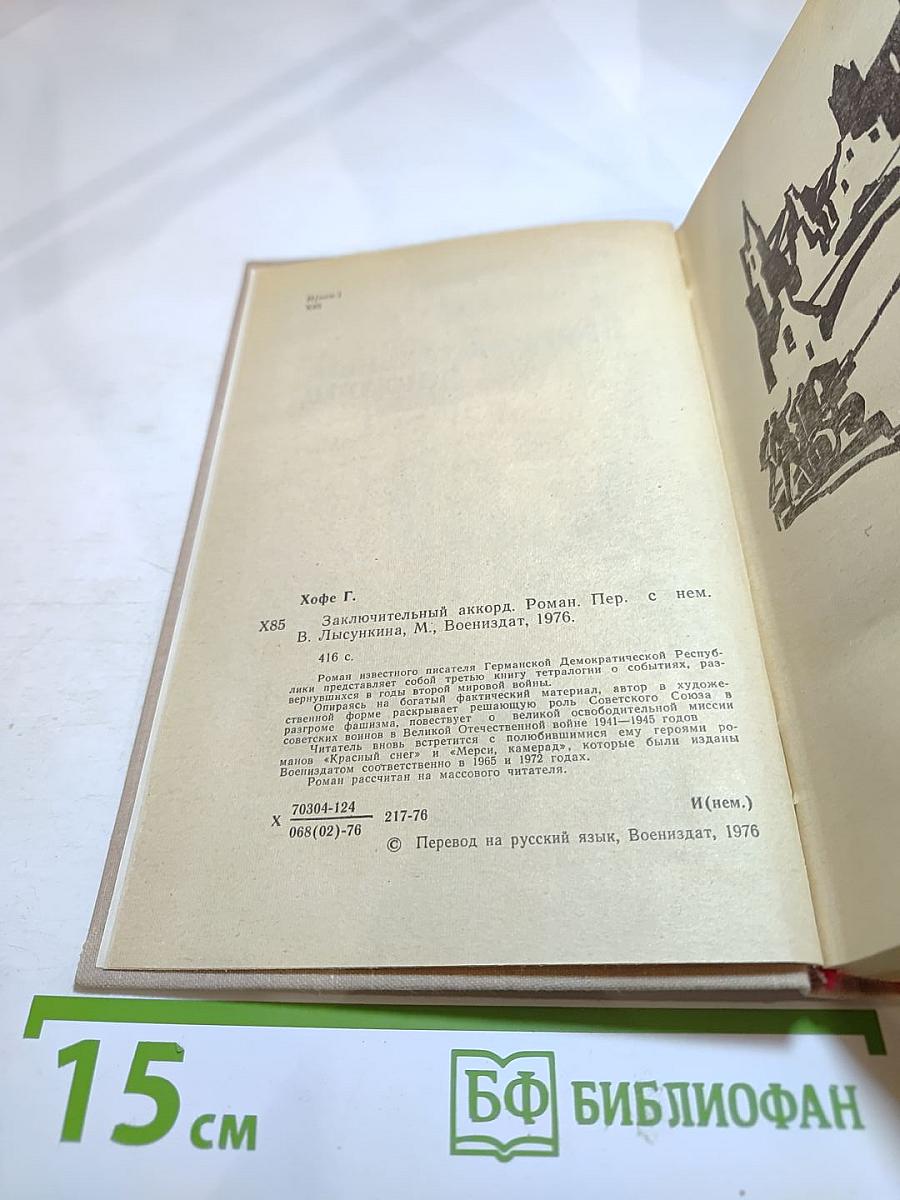 Х85
Хофе Г.
Заключительный аккорд. Роман. Пер. с нем.
В. Лысункина, М., Воениздат, 1976.
416 с.
Роман известного писателя Германской Демократической Респуб-
лики представляет собой третью книгу тетралогии о событиях, раз-
вернувшихся в годы второй мировой войны.
Опираясь на богатый фактический материал, автор в художе-
ственной форме раскрывает решающую роль Советского Союза в
разгроме фашизма, повествует о великой освободительной миссии
советских воинов в Великой Отечественной войне 1941—1945 годов
Читатель вновь встретится с полюбившимися ему героями ро-
манов «Красный снег» и «Мерси, камерад», которые были изданы
Воениздатом соответственно в 1965 и 1972 годах.
Роман рассчитан на массового читателя.
Х 70304-124 217-76 И(нем.)
068(02)-76
© Перевод на русский язык, Воениздат, 1976
15 см
БФ БИБЛИОФАН